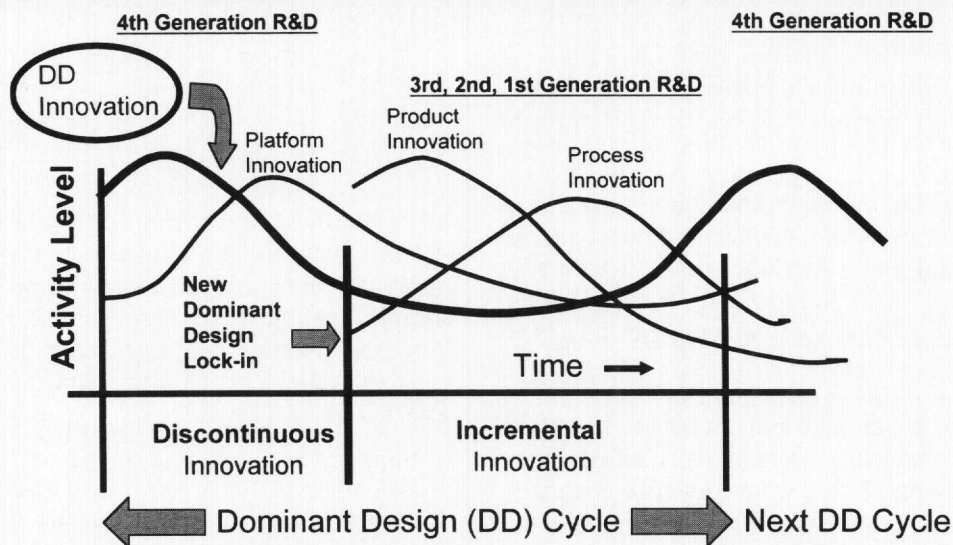 4th Generation R&D
4th Generation R&D
DD
Innovation
3rd, 2nd, 1st Generation R&D
Platform
Innovation
Product
Innovation
Process
Innovation
Activity Level
New
Dominant
Design
Lock-in
Time
Discontinuous
Innovation
Incremental
Innovation
Dominant Design (DD) Cycle
Next DD Cycle